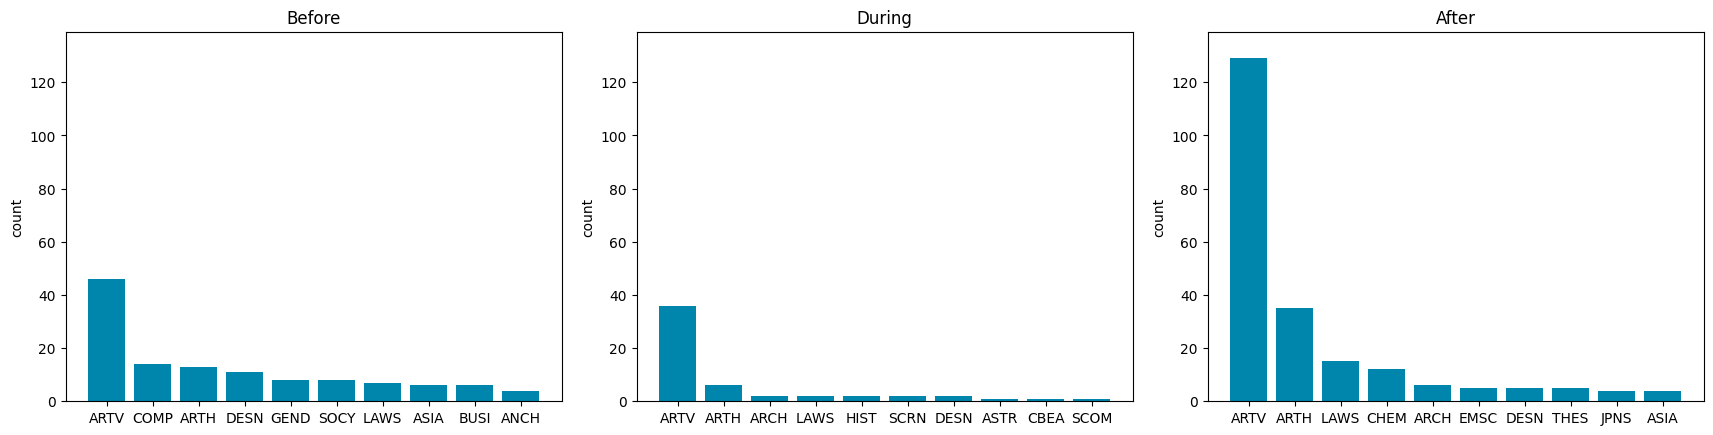 Before
count
120
100
80
60
40
20
0
ARTV COMP ARTH DESN GEND SOCY LAWS ASIA BUSI ANCH
During
count
120
100
80
60
40
20
0
ARTV ARTH ARCH LAWS HIST SCRN DESN ASTR CBEA SCOM
After
count
120
100
80
60
40
20
0
ARTV ARTH LAWS CHEM ARCH EMSC DESN THES JPNS ASIA